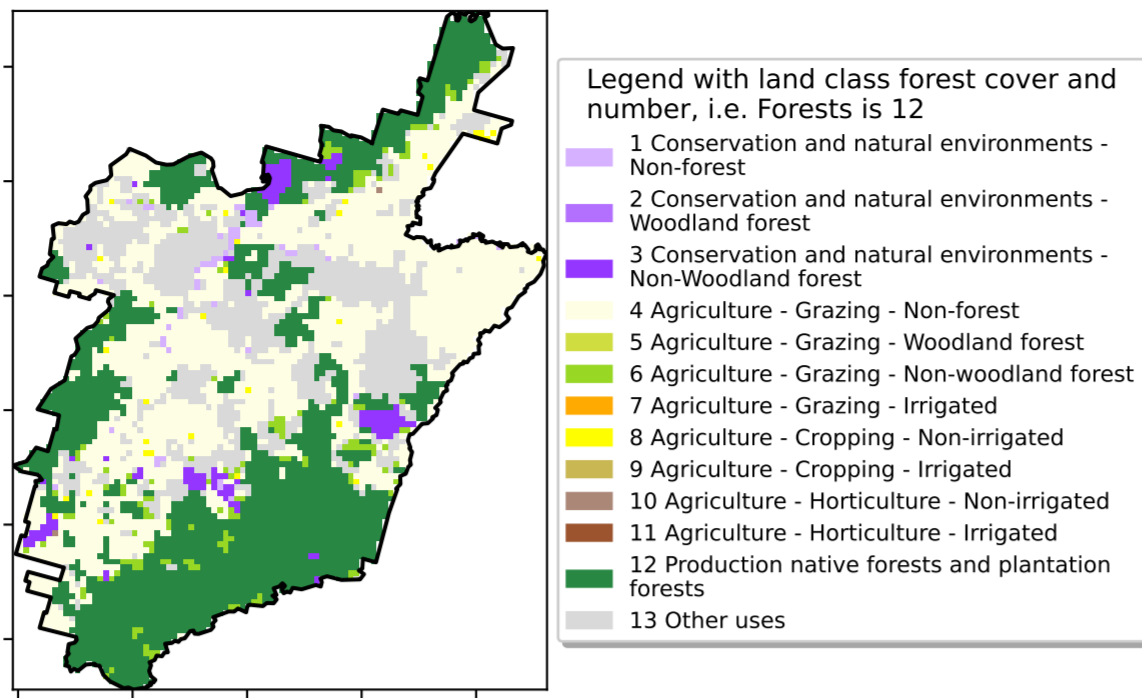 Legend with land class forest cover and
number, i.e. Forests is 12
1 Conservation and natural environments -
Non-forest
2 Conservation and natural environments -
Woodland forest
3 Conservation and natural environments -
Non-Woodland forest
4 Agriculture - Grazing - Non-forest
5 Agriculture - Grazing - Woodland forest
6 Agriculture - Grazing - Non-woodland forest
7 Agriculture - Grazing - Irrigated
8 Agriculture - Cropping - Non-irrigated
9 Agriculture - Cropping - Irrigated
10 Agriculture - Horticulture - Non-irrigated
11 Agriculture - Horticulture - Irrigated
12 Production native forests and plantation
forests
13 Other uses